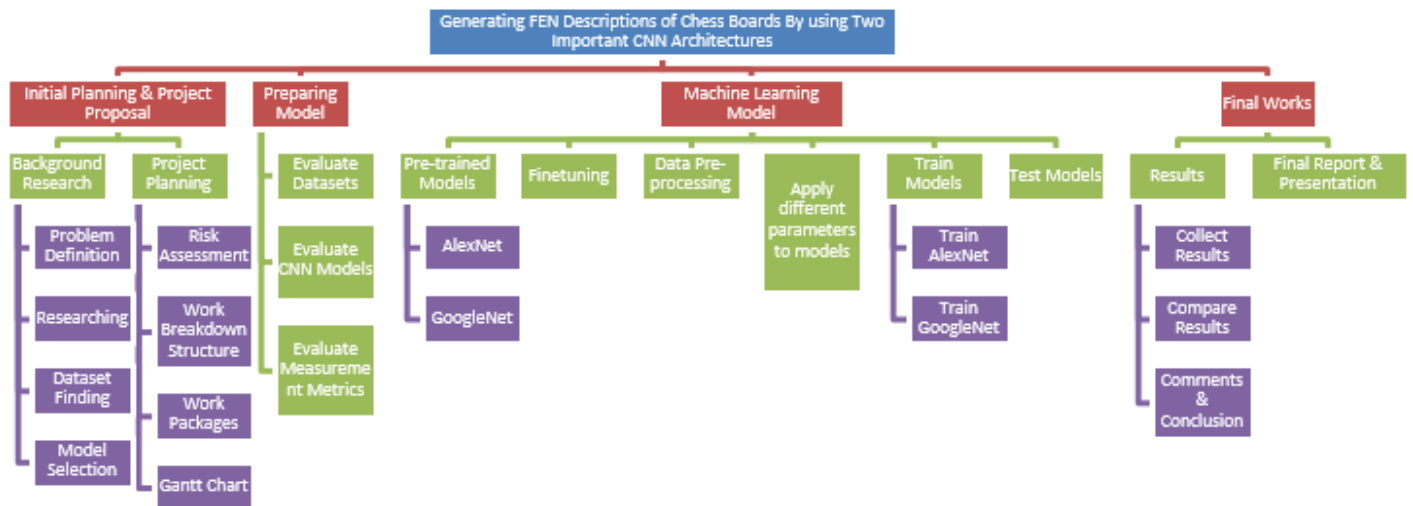 Generating FEN Descriptions of Chess Boards By using Two
Important CNN Architectures
Initial Planning & Project
Proposal
Preparing
Model
Machine Learning
Model
Final Works
Background
Research
Project
Planning
Evaluate
Datasets
Pre-trained
Models
Finetuning
Data Pre-
processing
Apply
different
parameters
to models
Train
Models
Test Models
Results
Final Report &
Presentation
Problem
Definition
Researching
Dataset
Finding
Model
Selection
Risk
Assessment
Work
Breakdown
Structure
Work
Packages
Gantt Chart
Evaluate
CNN Models
Evaluate
Measureme
nt Metrics
AlexNet
GoogleNet
Train
AlexNet
Train
GoogleNet
Collect
Results
Compare
Results
Comments
&
Conclusion